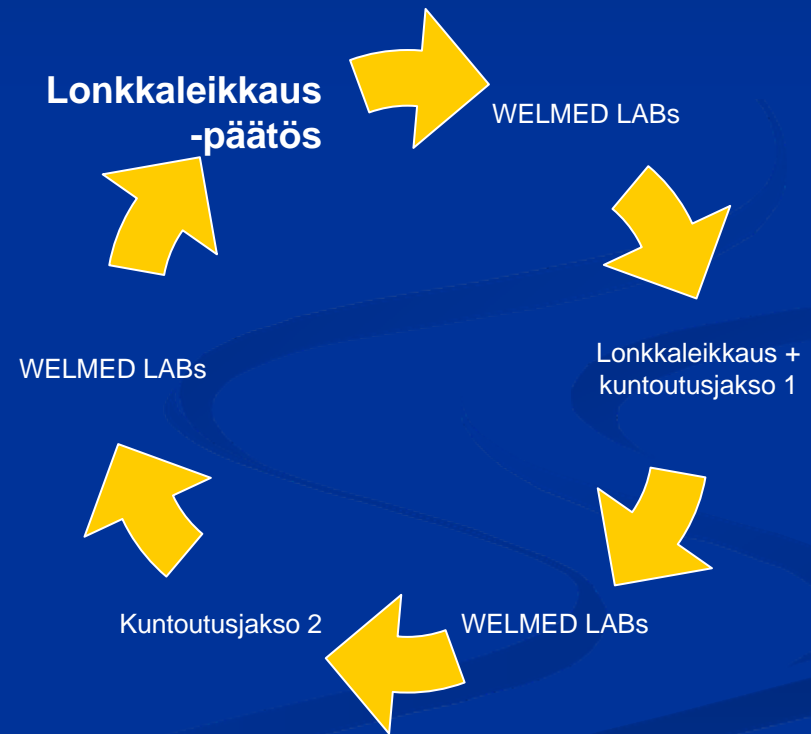 Lonkkaleikkaus
-päätös
WELMED LABs
Lonkkaleikkaus +
kuntoutusjakso 1
WELMED LABs
Kuntoutusjakso 2
WELMED LABs